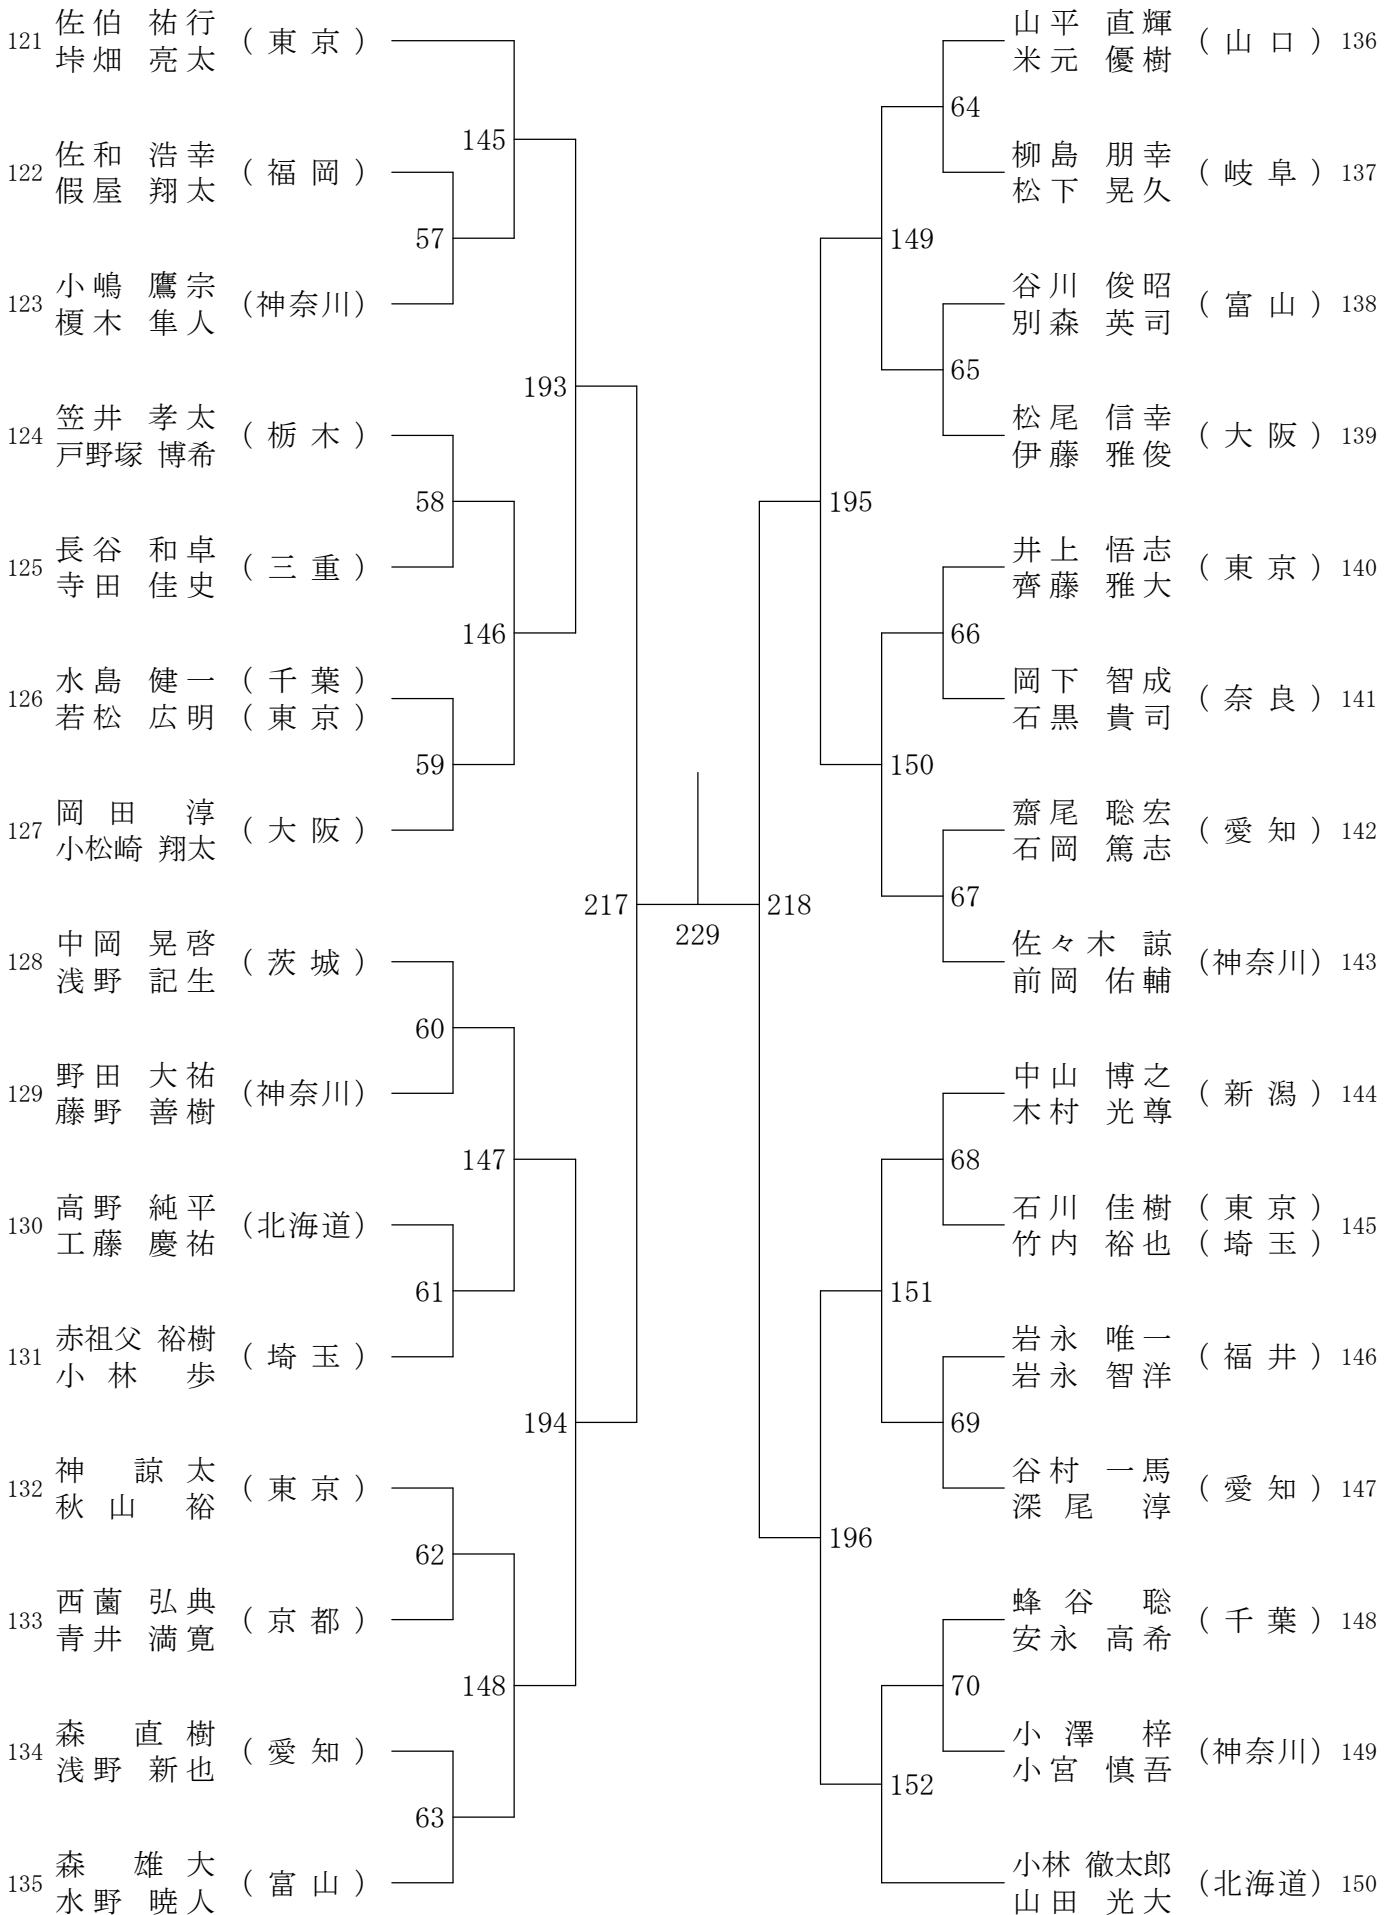 121 佐伯 祐行 (東京)
垰畑 亮太
122 佐和 浩幸 (福岡)
假屋 翔太
123 小嶋 鷹宗 (神奈川)
榎木 隼人
124 笠井 孝太 (栃木)
戸野塚 博希
125 長谷 和卓 (三重)
寺田 佳史
126 水島 健一 (千葉)
若松 広明 (東京)
127 岡田 淳 (大阪)
小松崎 翔太
128 中岡 晃啓 (茨城)
浅野 記生
129 野田 大祐 (神奈川)
藤野 善樹
130 高野 純平 (北海道)
工藤 慶祐
131 赤祖父 裕樹 (埼玉)
小林 歩
132 神 諒太 (東京)
秋山 裕
133 西薗 弘典 (京都)
青井 満寛
134 森 直樹 (愛知)
浅野 新也
135 森 雄大 (富山)
水野 暁人
145
57
193
58
146
59
217
60
147
61
194
62
148
63
229
山平 直輝 (山口) 136
米元 優樹
柳島 朋幸 (岐阜) 137
松下 晃久
谷川 俊昭 (富山) 138
別森 英司
松尾 信幸 (大阪) 139
伊藤 雅俊
井上 悟志 (東京) 140
齊藤 雅大
岡下 智成 (奈良) 141
石黒 貴司
齋尾 聡宏 (愛知) 142
石岡 篤志
佐々木 諒 (神奈川) 143
前岡 佑輔
中山 博之 (新潟) 144
木村 光尊
石川 佳樹 (東京) 145
竹内 裕也 (埼玉)
岩永 唯一 (福井) 146
岩永 智洋
谷村 一馬 (愛知) 147
深尾 淳
蜂谷 聡 (千葉) 148
安永 高希
小澤 梓 (神奈川) 149
小宮 慎吾
小林 徹太郎 (北海道) 150
山田 光大
64
149
65
195
66
150
67
218
68
151
69
196
70
152